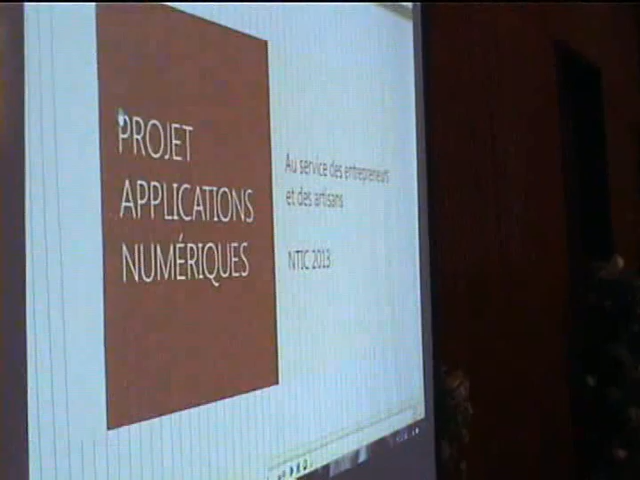 PROJET
APPLICATIONS
NUMÉRIQUES
Au service des entrepreneurs
et des artisans
NTIC 2013